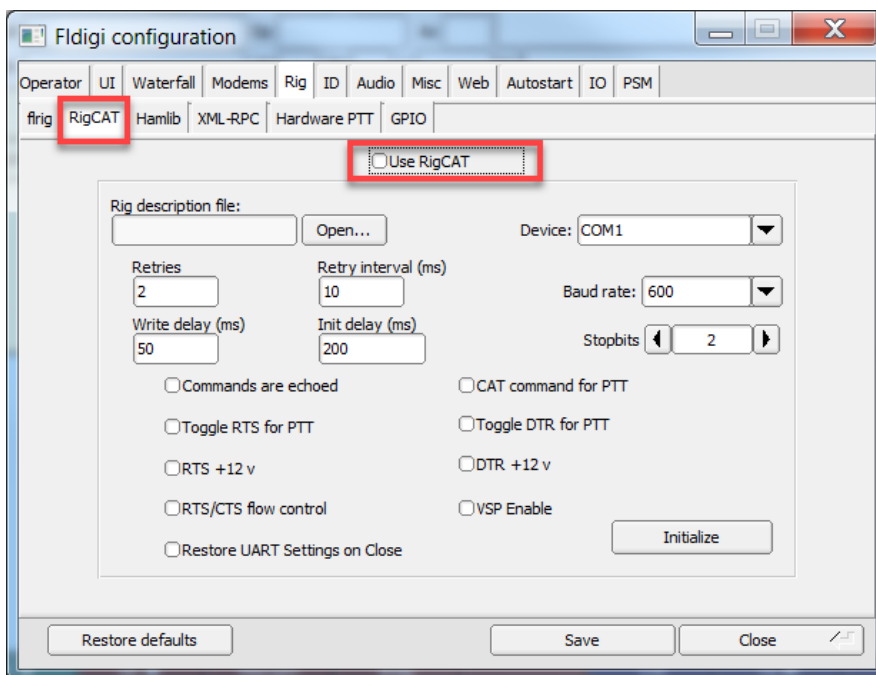 Fldigi configuration
Operator UI Waterfall Modems Rig ID Audio Misc Web Autostart IO PSM
flrig RigCAT Hamlib XML-RPC Hardware PTT GPIO
Use RigCAT
Rig description file:
Open... Device: COM1
Retries Retry interval (ms)
2 10 Baud rate: 600
Write delay (ms) Init delay (ms)
50 200 Stopbits 2
Commands are echoed CAT command for PTT
Toggle RTS for PTT Toggle DTR for PTT
RTS +12 v DTR +12 v
RTS/CTS flow control VSP Enable
Initialize
Restore UART Settings on Close
Restore defaults Save Close